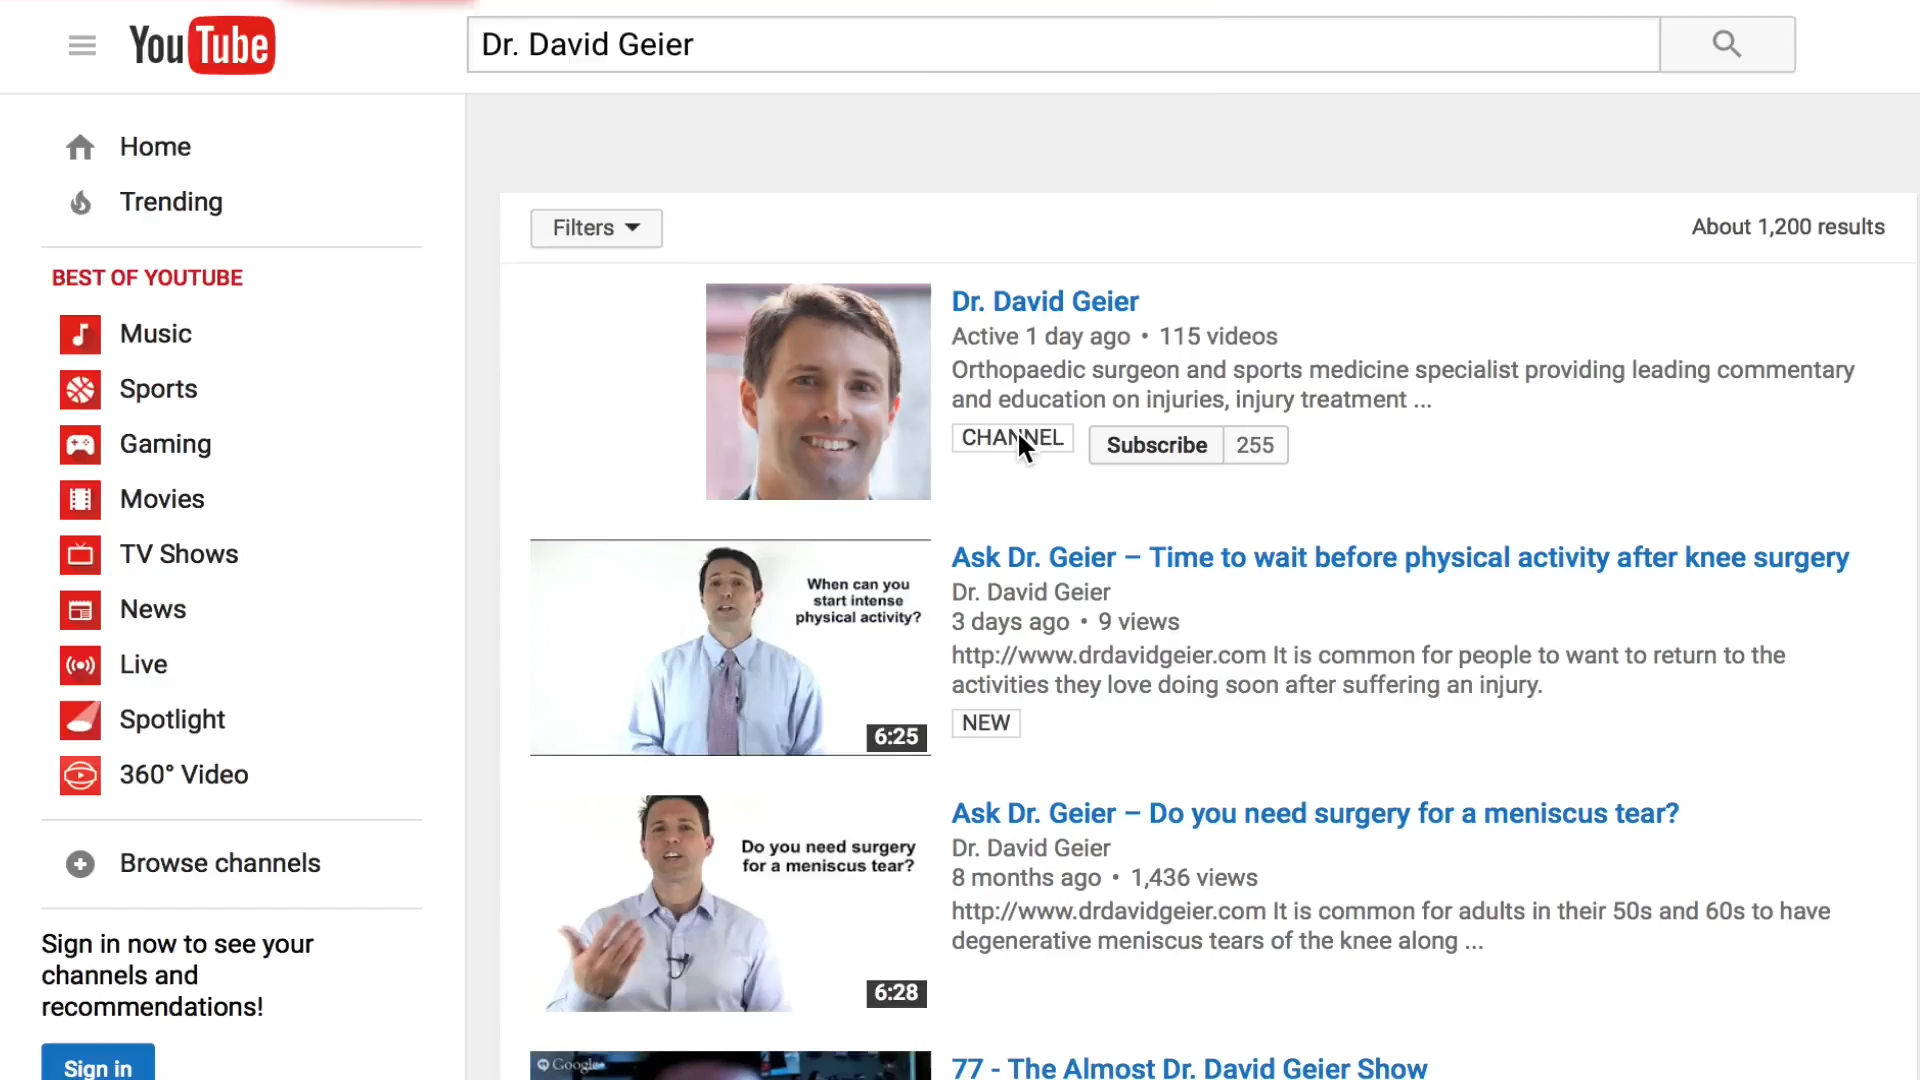 YouTube
Dr. David Geier
Home
Trending
BEST OF YOUTUBE
Music
Sports
Gaming
Movies
TV Shows
News
Live
Spotlight
360° Video
Browse channels
Sign in now to see your
channels and
recommendations!
Sign in
Filters
About 1,200 results
Dr. David Geier
Active 1 day ago • 115 videos
Orthopaedic surgeon and sports medicine specialist providing leading commentary
and education on injuries, injury treatment ...
CHANNEL
Subscribe 255
When can you
start intense
physical activity?
6:25
Ask Dr. Geier – Time to wait before physical activity after knee surgery
Dr. David Geier
3 days ago • 9 views
http://www.drdavidgeier.com It is common for people to want to return to the
activities they love doing soon after suffering an injury.
NEW
Do you need surgery
for a meniscus tear?
6:28
Ask Dr. Geier – Do you need surgery for a meniscus tear?
Dr. David Geier
8 months ago • 1,436 views
http://www.drdavidgeier.com It is common for adults in their 50s and 60s to have
degenerative meniscus tears of the knee along ...
Google
77 - The Almost Dr. David Geier Show